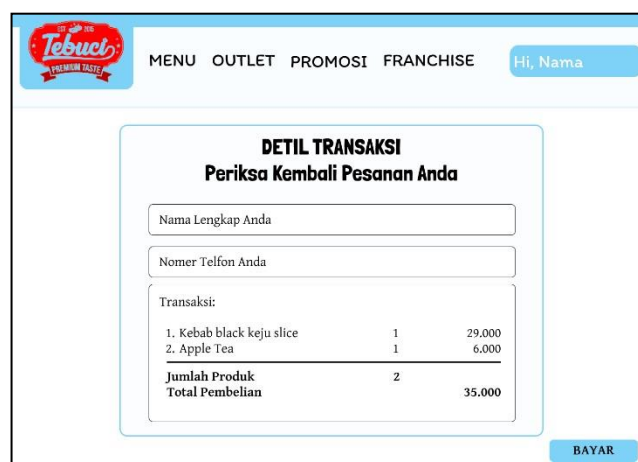 EST 2015
Tebuci
PREMIUM TASTE
MENU OUTLET PROMOSI FRANCHISE
Hi, Nama
DETIL TRANSAKSI
Periksa Kembali Pesanan Anda
Nama Lengkap Anda
Nomer Telfon Anda
Transaksi:
1. Kebab black keju slice 1 29.000
2. Apple Tea 1 6.000
Jumlah Produk 2
Total Pembelian 35.000
BAYAR